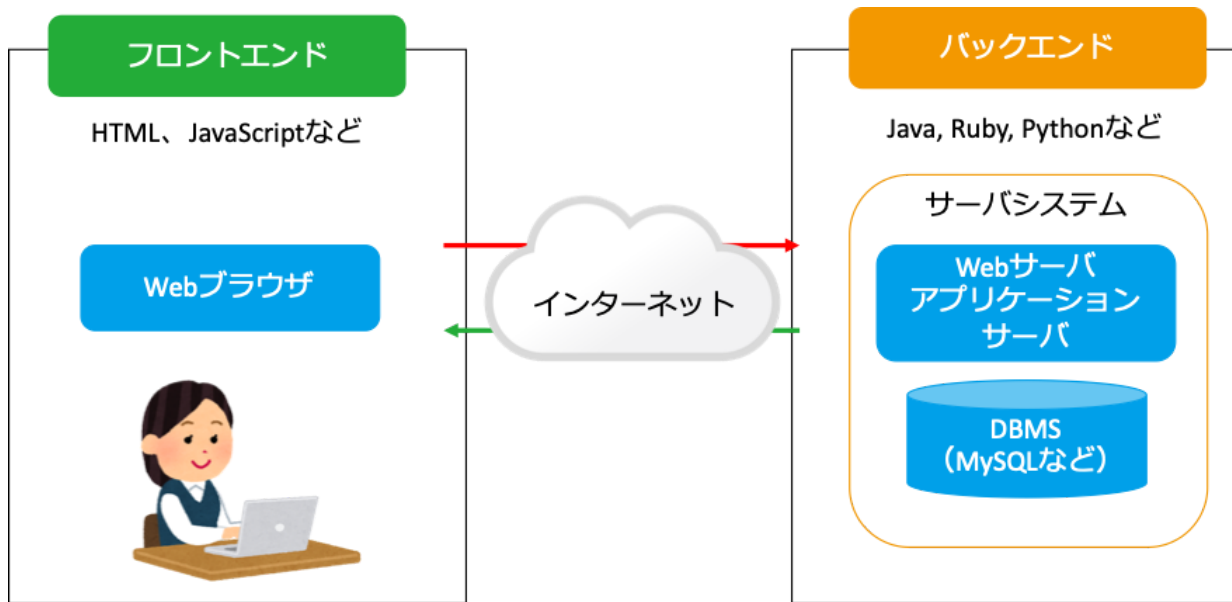 フロントエンド
HTML、JavaScriptなど
Webブラウザ
インターネット
バックエンド
Java, Ruby, Pythonなど
サーバシステム
Webサーバ
アプリケーション
サーバ
DBMS
（MySQLなど）